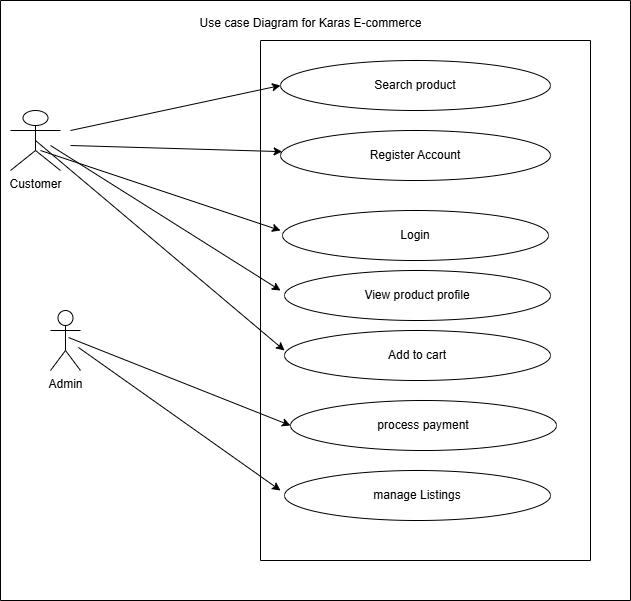 Use case Diagram for Karas E-commerce
Search product
Register Account
Customer
Login
View product profile
Add to cart
Admin
process payment
manage Listings